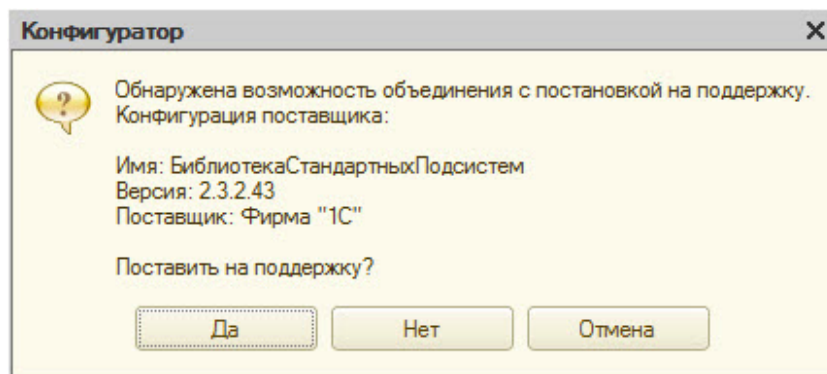 Конфигуратор
Обнаружена возможность объединения с постановкой на поддержку.
Конфигурация поставщика:
Имя: БиблиотекаСтандартныхПодсистем
Версия: 2.3.2.43
Поставщик: Фирма "1С"
Поставить на поддержку?
Да Нет Отмена